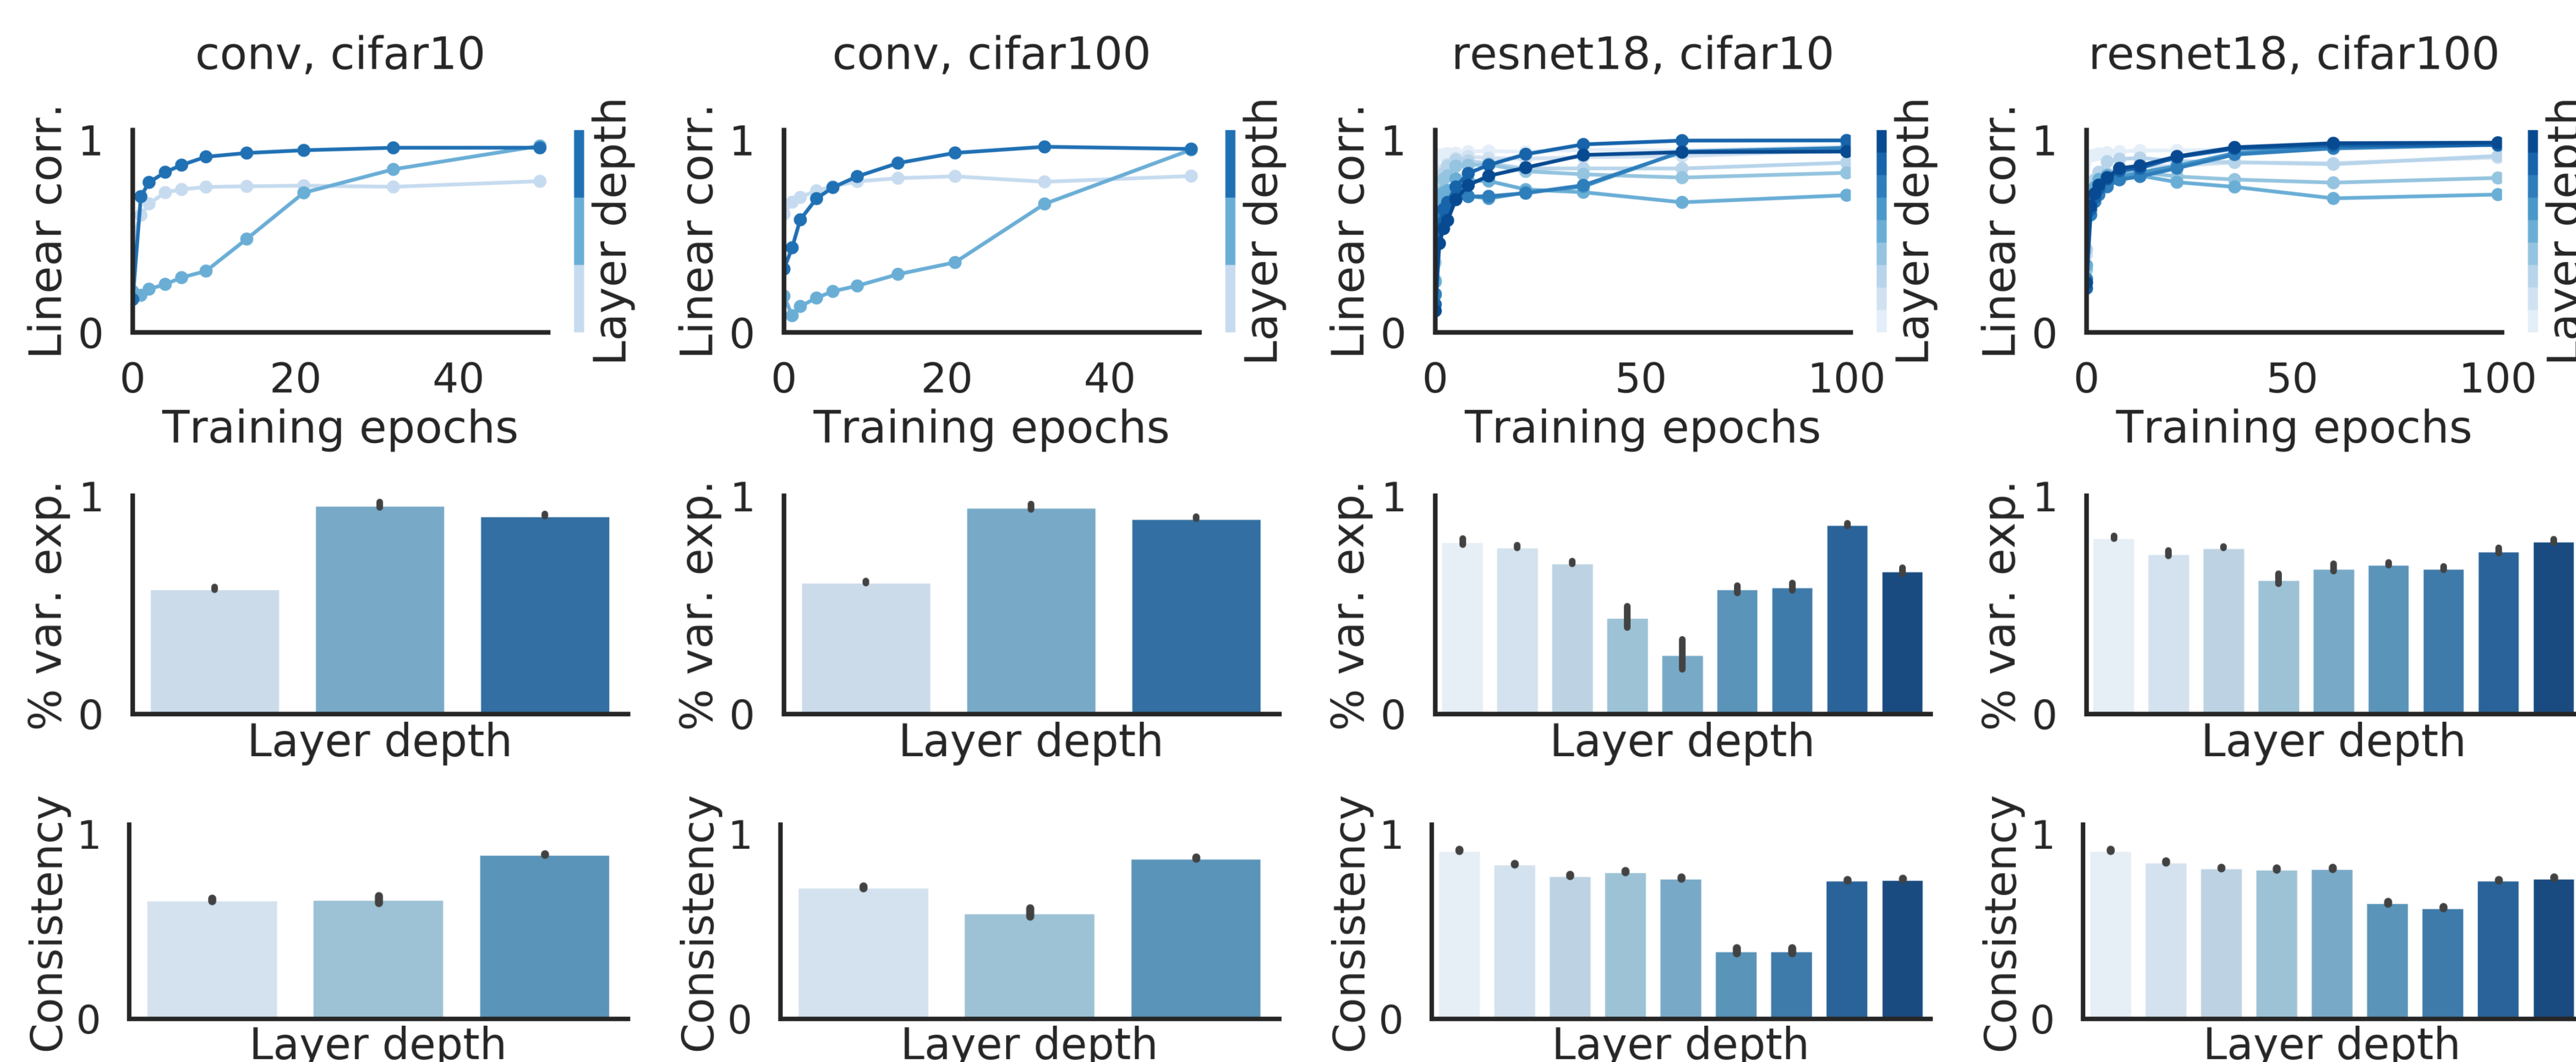 conv, cifar10
conv, cifar100
resnet18, cifar10
resnet18, cifar100
Linear corr.
1
0
0 20 40
Training epochs
Layer depth
Linear corr.
1
0
0 20 40
Training epochs
Layer depth
Linear corr.
1
0
0 50 100
Training epochs
Layer depth
Linear corr.
1
0
0 50 100
Training epochs
Layer depth
% var. exp.
1
0
Layer depth
% var. exp.
1
0
Layer depth
% var. exp.
1
0
Layer depth
% var. exp.
1
0
Layer depth
Consistency
1
0
Layer depth
Consistency
1
0
Layer depth
Consistency
1
0
Layer depth
Consistency
1
0
Layer depth